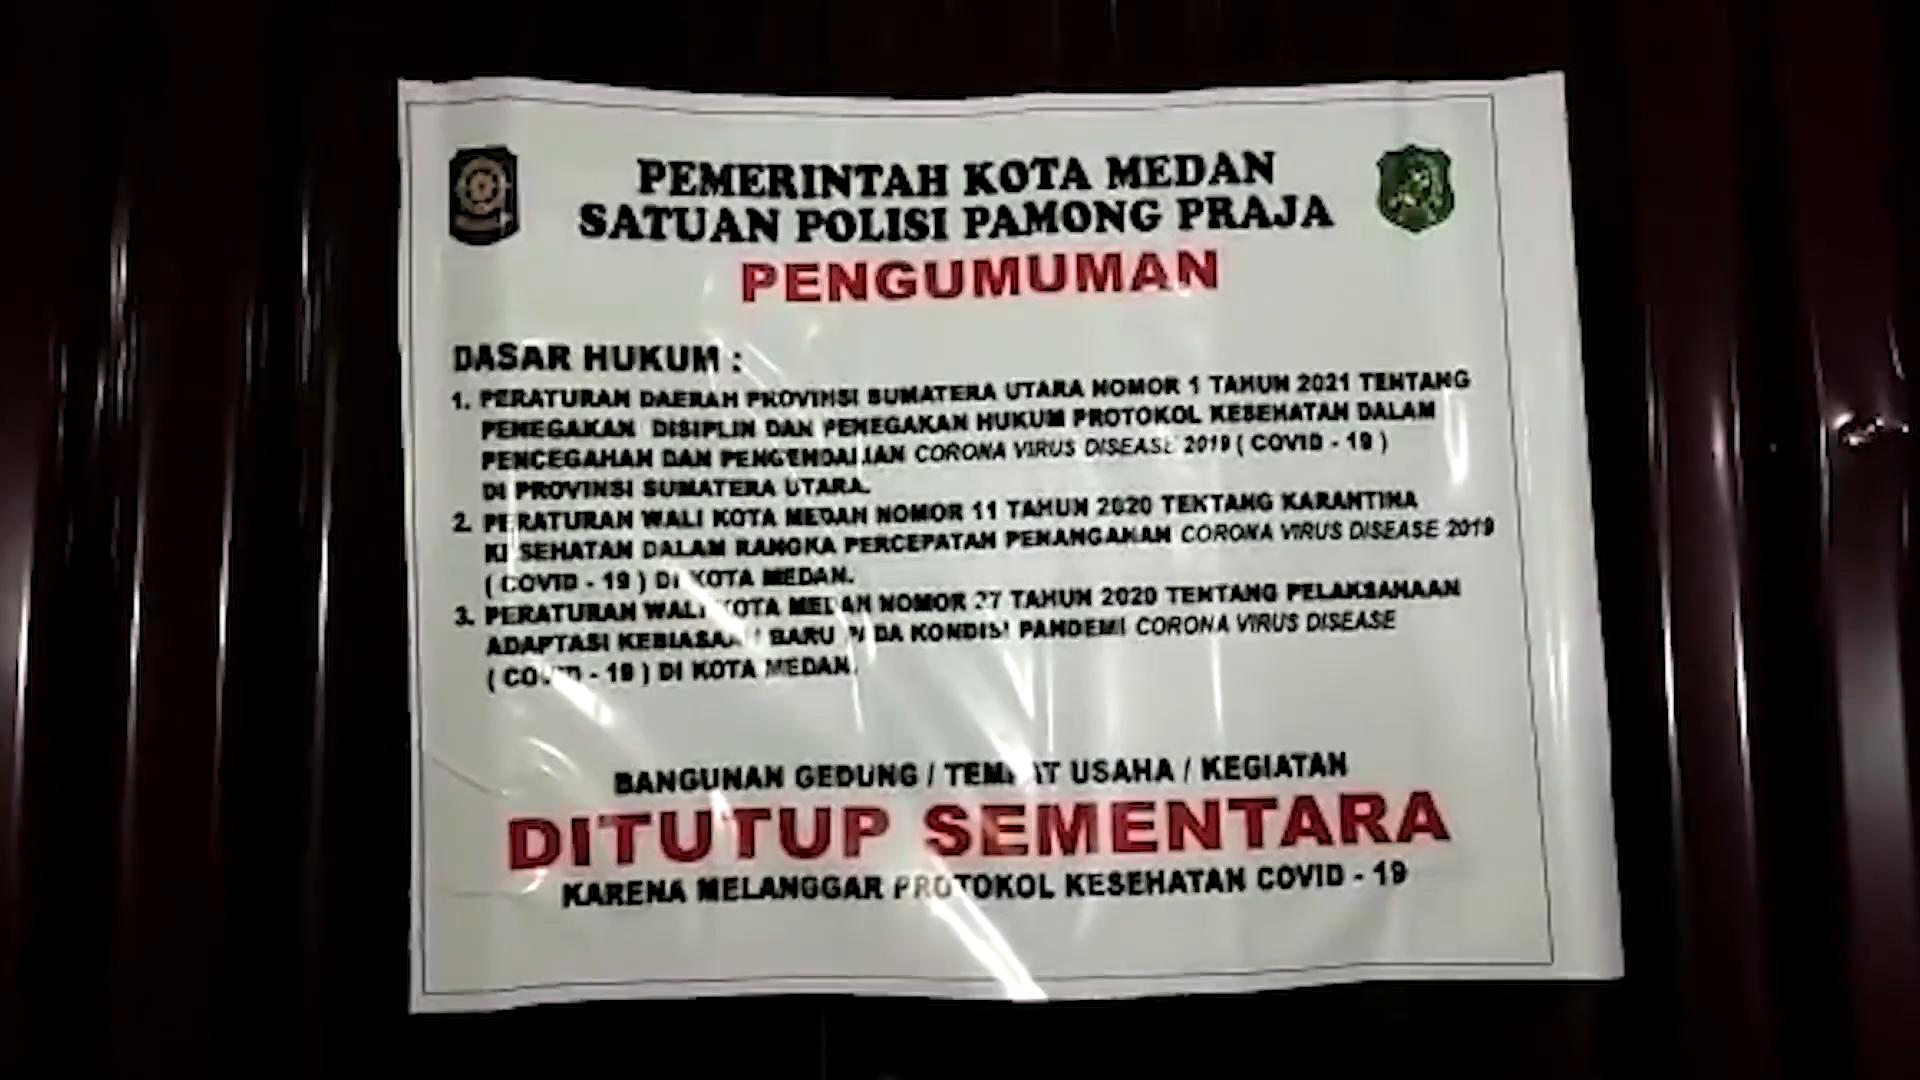 PEMERINTAH KOTA MEDAN
SATUAN POLISI PAMONG PRAJA
PENGUMUMAN
DASAR HUKUM :
1. PERATURAN DAERAH PROVINSI SUMATERA UTARA NOMOR 1 TAHUN 2021 TENTANG
PENEGAKAN DISIPLIN DAN PENEGAKAN HUKUM PROTOKOL KESEHATAN DALAM
PENCEGAHAN DAN PENGENDALIAN CORONA VIRUS DISEASE 2019 ( COVID - 19 )
DI PROVINSI SUMATERA UTARA.
2. PERATURAN WALI KOTA MEDAN NOMOR 11 TAHUN 2020 TENTANG KARANTINA
KESEHATAN DALAM RANGKA PERCEPATAN PENANGANAN CORONA VIRUS DISEASE 2019
( COVID - 19 ) DI KOTA MEDAN.
3. PERATURAN WALI KOTA MEDAN NOMOR 27 TAHUN 2020 TENTANG PELAKSANAAN
ADAPTASI KEBIASAAN BARU PADA KONDISI PANDEMI CORONA VIRUS DISEASE
( COVID - 19 ) DI KOTA MEDAN.
BANGUNAN GEDUNG / TEMPAT USAHA / KEGIATAN
DITUTUP SEMENTARA
KARENA MELANGGAR PROTOKOL KESEHATAN COVID - 19